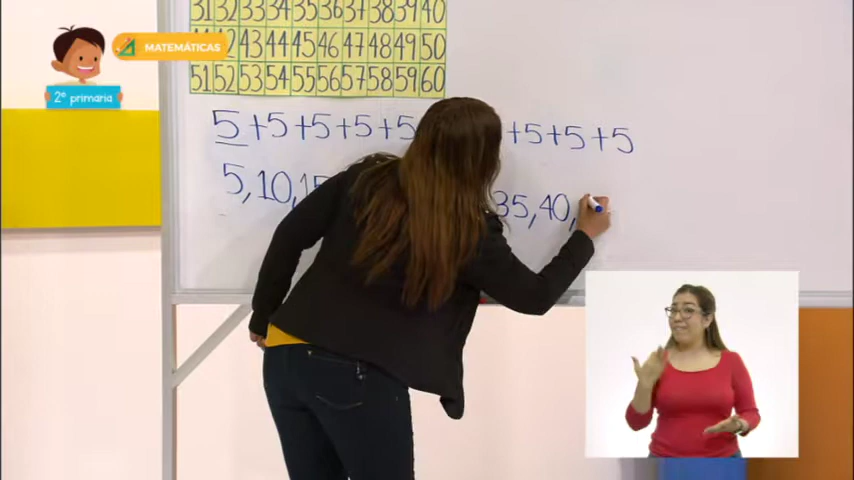 31 32 33 34 35 36 37 38 39 40
MATEMÁTICAS
43 44 45 46 47 48 49 50
2º primaria
51 52 53 54 55 56 57 58 59 60
5+5+5+5+5 +5+5+5
5,10,15 35,40,